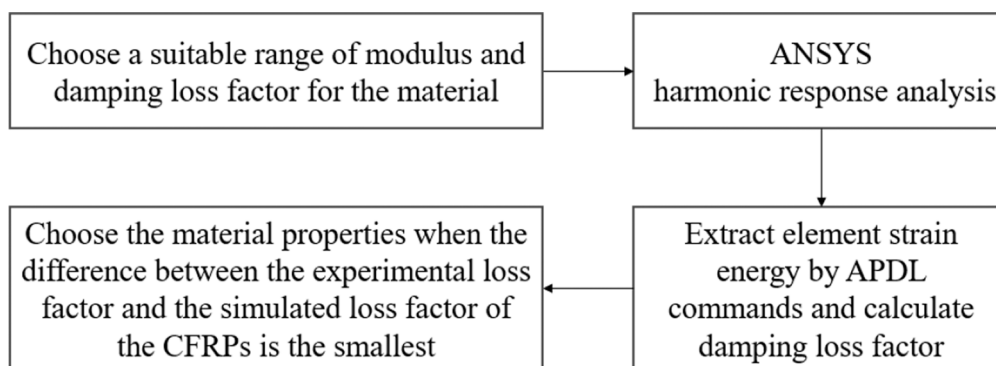 Choose a suitable range of modulus and
damping loss factor for the material
ANSYS
harmonic response analysis
Extract element strain
energy by APDL
commands and calculate
damping loss factor
Choose the material properties when the
difference between the experimental loss
factor and the simulated loss factor of
the CFRPs is the smallest